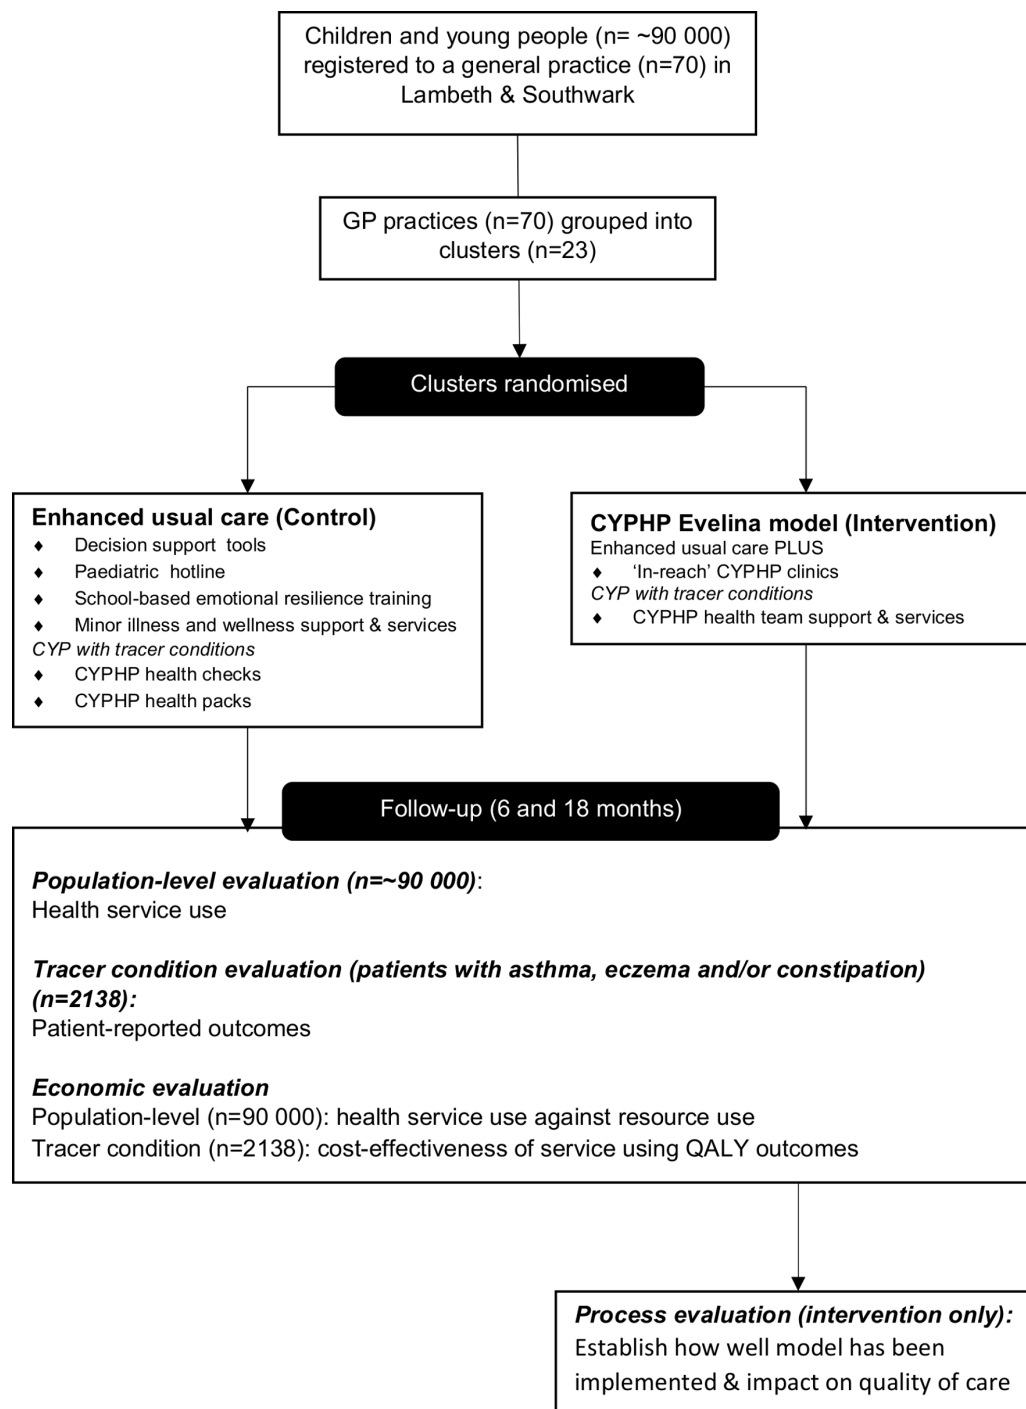 Children and young people (n= ~90 000)
registered to a general practice (n=70) in
Lambeth & Southwark
GP practices (n=70) grouped into
clusters (n=23)
Clusters randomised
Enhanced usual care (Control)
♦ Decision support tools
♦ Paediatric hotline
♦ School-based emotional resilience training
♦ Minor illness and wellness support & services
CYP with tracer conditions
♦ CYPHP health checks
♦ CYPHP health packs
CYPHP Evelina model (Intervention)
Enhanced usual care PLUS
♦ ‘In-reach’ CYPHP clinics
CYP with tracer conditions
♦ CYPHP health team support & services
Follow-up (6 and 18 months)
Population-level evaluation (n=~90 000):
Health service use
Tracer condition evaluation (patients with asthma, eczema and/or constipation)
(n=2138):
Patient-reported outcomes
Economic evaluation
Population-level (n=90 000): health service use against resource use
Tracer condition (n=2138): cost-effectiveness of service using QALY outcomes
Process evaluation (intervention only):
Establish how well model has been
implemented & impact on quality of care